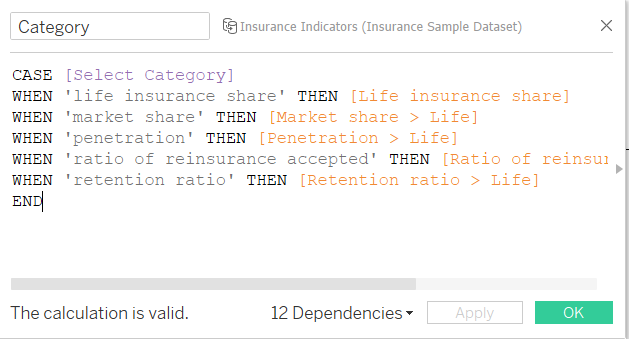 Category
Insurance Indicators (Insurance Sample Dataset)
CASE [Select Category]
WHEN 'life insurance share' THEN [Life insurance share]
WHEN 'market share' THEN [Market share > Life]
WHEN 'penetration' THEN [Penetration > Life]
WHEN 'ratio of reinsurance accepted' THEN [Ratio of reinsur
WHEN 'retention ratio' THEN [Retention ratio > Life]
END
The calculation is valid.
12 Dependencies
Apply
OK